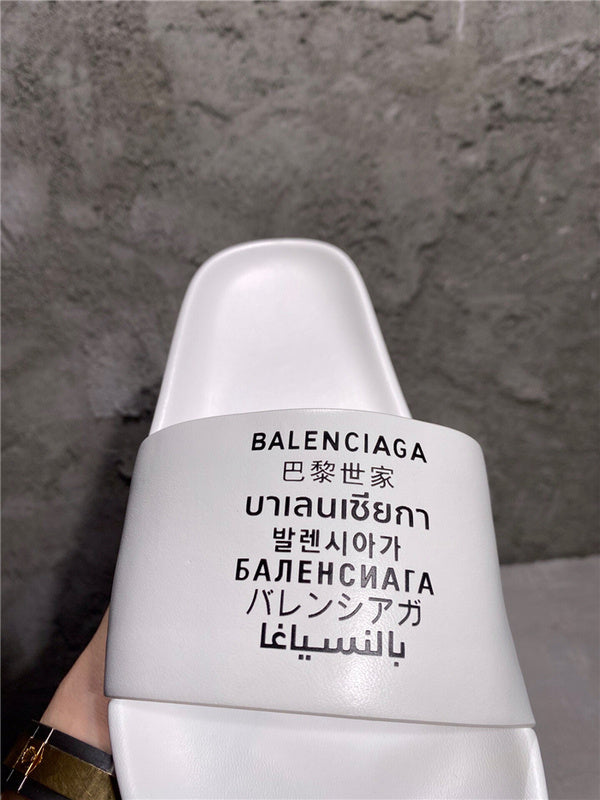 BALENCIAGA
巴黎世家
บาเลนเซียกา
발렌시아가
БАЛЕНСИАГА
バレンシアガ
بالنسياغا